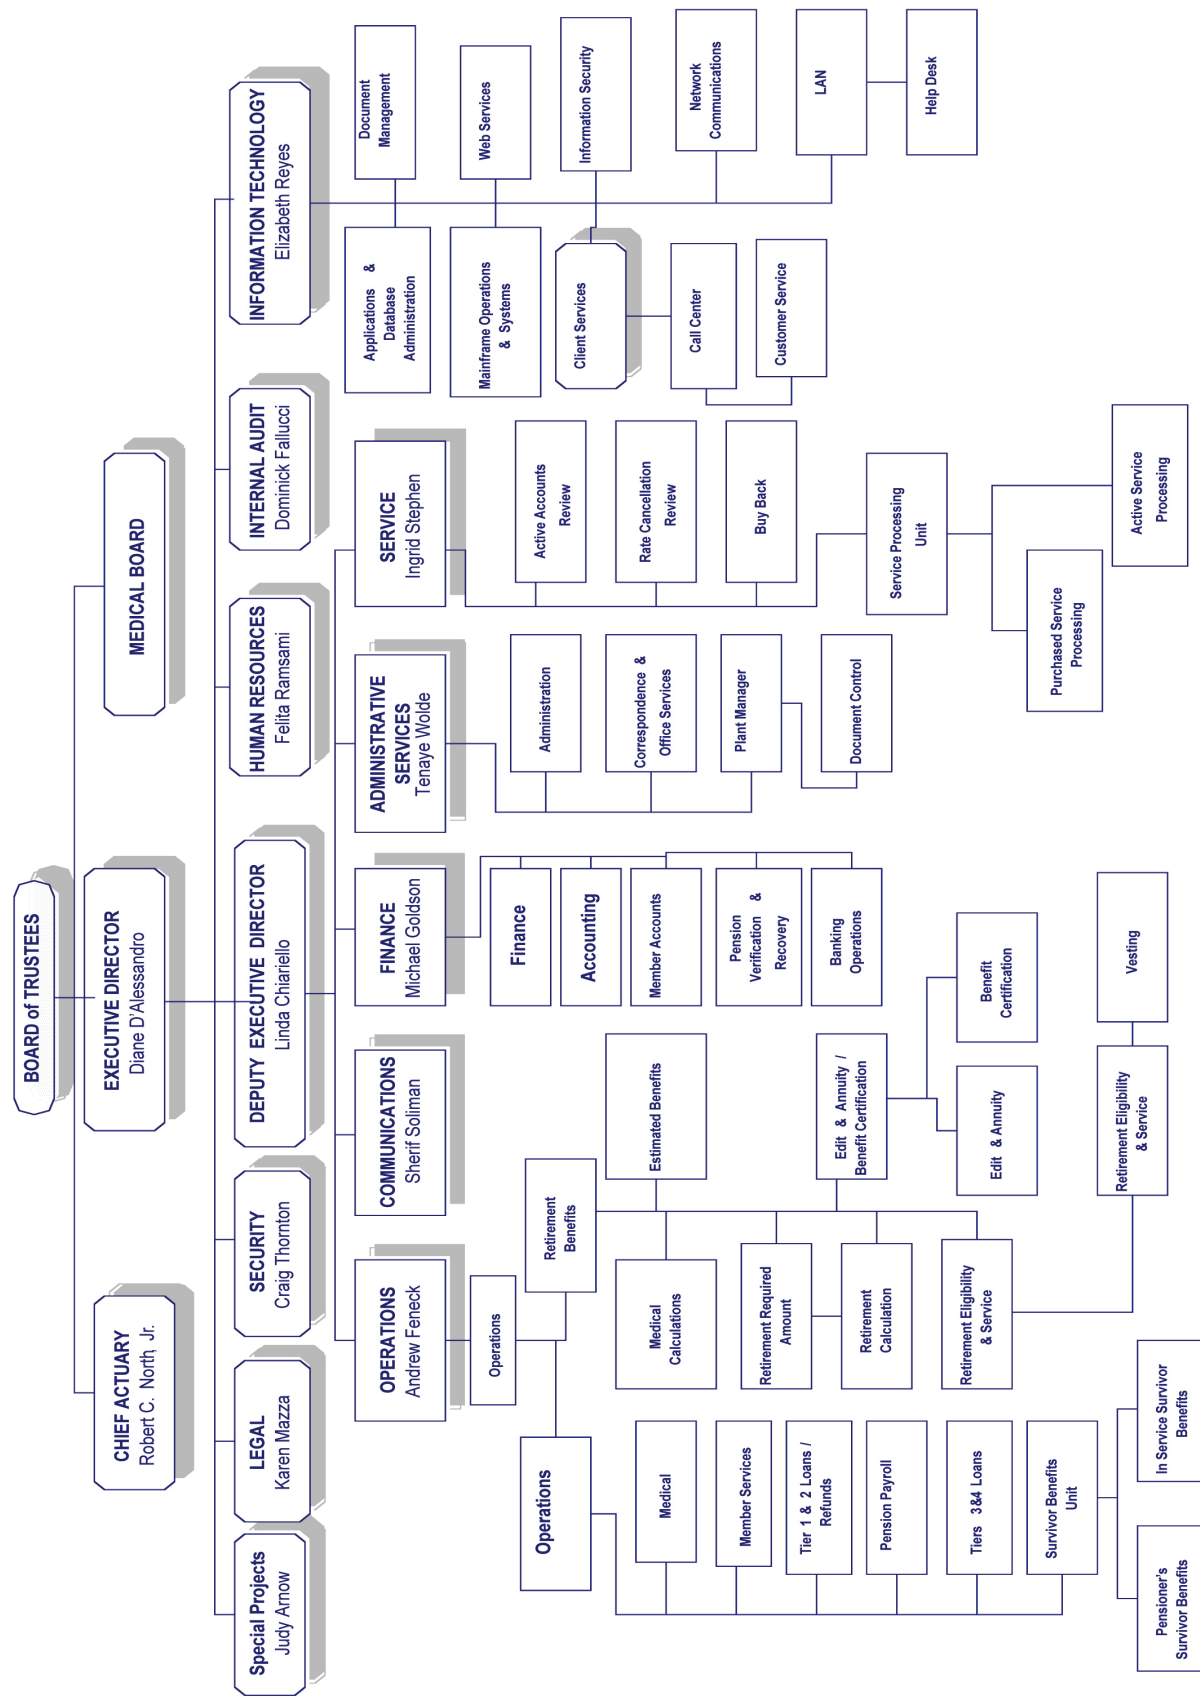 BOARD of TRUSTEES
CHIEF ACTUARY
Robert C. North, Jr.
EXECUTIVE DIRECTOR
Diane D'Alessandro
MEDICAL BOARD
Special Projects
Judy Arnow
LEGAL
Karen Mazza
SECURITY
Craig Thornton
DEPUTY EXECUTIVE DIRECTOR
Linda Chiariello
HUMAN RESOURCES
Felita Ramsami
INTERNAL AUDIT
Dominick Fallucci
INFORMATION TECHNOLOGY
Elizabeth Reyes
OPERATIONS
Andrew Feneck
COMMUNICATIONS
Sherif Soliman
FINANCE
Michael Goldson
ADMINISTRATIVE
SERVICES
Tenaye Wolde
SERVICE
Ingrid Stephen
Operations
Operations
Medical
Member Services
Tier 1 & 2 Loans /
Refunds
Pension Payroll
Tiers 3&4 Loans
Survivor Benefits
Unit
Pensioner's
Survivor Benefits
In Service Survivor
Benefits
Retirement
Benefits
Medical
Calculations
Estimated Benefits
Retirement Required
Amount
Retirement
Calculation
Edit & Annuity /
Benefit Certification
Edit & Annuity
Benefit
Certification
Retirement Eligibility
& Service
Retirement Eligibility
& Service
Vesting
Finance
Accounting
Member Accounts
Pension
Verification &
Recovery
Banking
Operations
Administration
Correspondence &
Office Services
Plant Manager
Document Control
Active Accounts
Review
Rate Cancellation
Review
Buy Back
Service Processing
Unit
Purchased Service
Processing
Active Service
Processing
Applications &
Database
Administration
Document
Management
Mainframe Operations
& Systems
Web Services
Client Services
Information Security
Call Center
Customer Service
Network
Communications
LAN
Help Desk